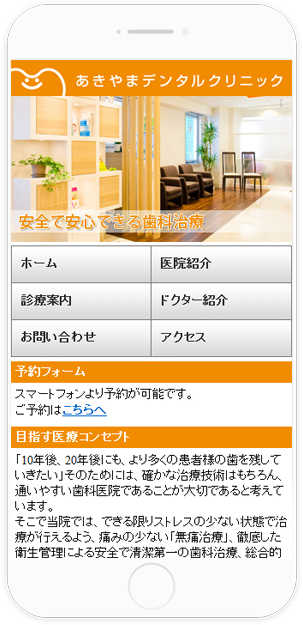 あきやまデンタルクリニック
安全で安心できる歯科治療
ホーム 医院紹介
診療案内 ドクター紹介
お問い合わせ アクセス
予約フォーム
スマートフォンより予約が可能です。
ご予約はこちらへ
目指す医療コンセプト
「10年後、20年後にも、より多くの患者様の歯を残して
いきたい」そのためには、確かな治療技術はもちろん、
通いやすい歯科医院であることが大切であると考えて
います。
そこで当院では、できる限りストレスの少ない状態で治
療が行えるよう、痛みの少ない「無痛治療」、徹底した
衛生管理による安全で清潔第一の歯科治療、総合的